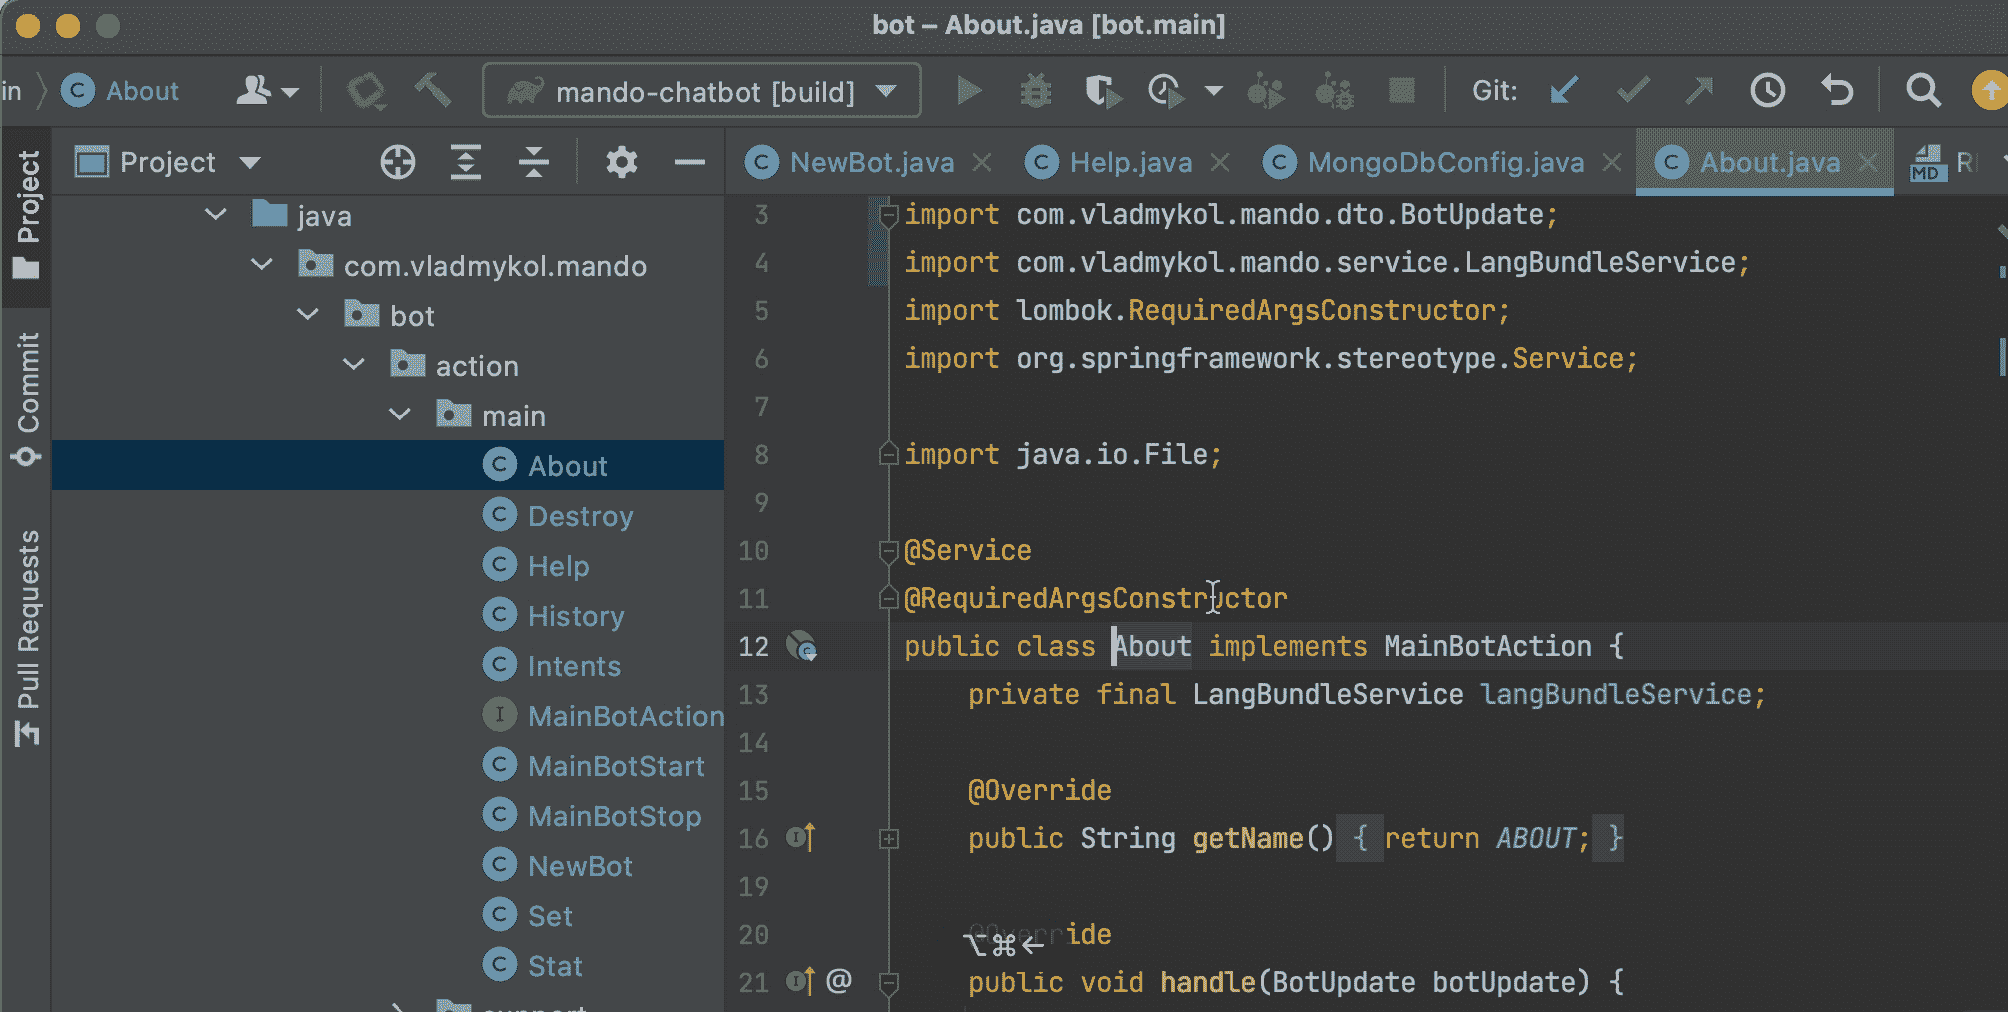 bot – About.java [bot.main]
in About mando-chatbot [build] Git:
Project
Commit
Pull Requests
Project
java
com.vladmykol.mando
bot
action
main
About
Destroy
Help
History
Intents
MainBotAction
MainBotStart
MainBotStop
NewBot
Set
Stat
NewBot.java Help.java MongoDbConfig.java About.java MD
3 import com.vladmykol.mando.dto.BotUpdate;
4 import com.vladmykol.mando.service.LangBundleService;
5 import lombok.RequiredArgsConstructor;
6 import org.springframework.stereotype.Service;
7
8 import java.io.File;
9
10 @Service
11 @RequiredArgsConstructor
12 public class About implements MainBotAction {
13 private final LangBundleService langBundleService;
14
15 @Override
16 public String getName() { return ABOUT; }
19
20 @Override
⌥⌘←
21 @ public void handle(BotUpdate botUpdate) {